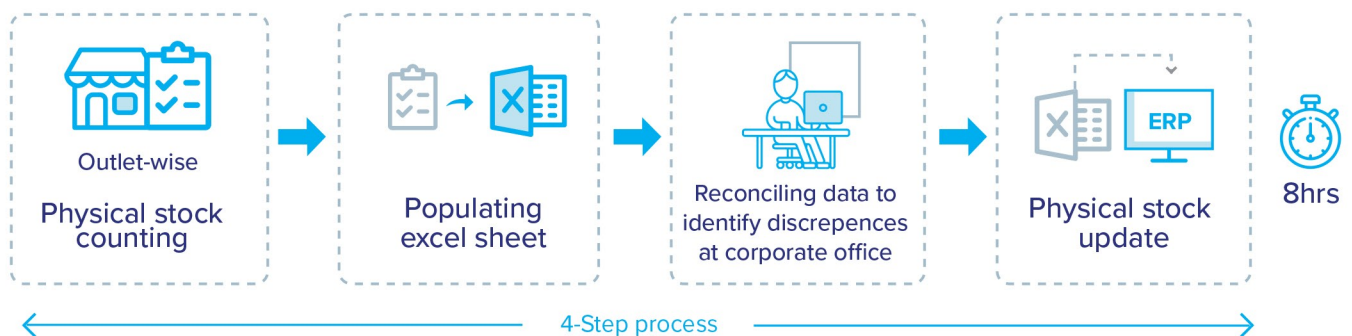 Outlet-wise
Physical stock
counting
Populating
excel sheet
Reconciling data to
identify discrepences
at corporate office
X
ERP
Physical stock
update
8hrs
4-Step process